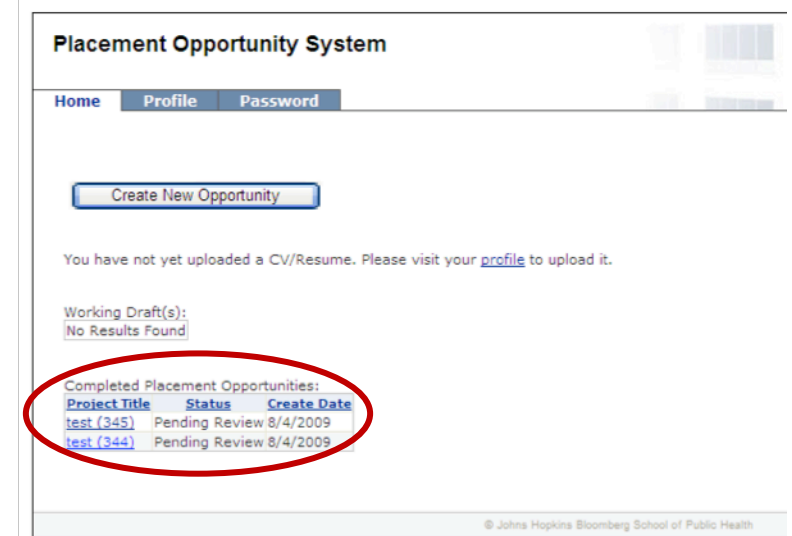 Placement Opportunity System
Home Profile Password
Create New Opportunity
You have not yet uploaded a CV/Resume. Please visit your profile to upload it.
Working Draft(s):
No Results Found
Completed Placement Opportunities:
Project Title Status Create Date
test (345) Pending Review 8/4/2009
test (344) Pending Review 8/4/2009
© Johns Hopkins Bloomberg School of Public Health